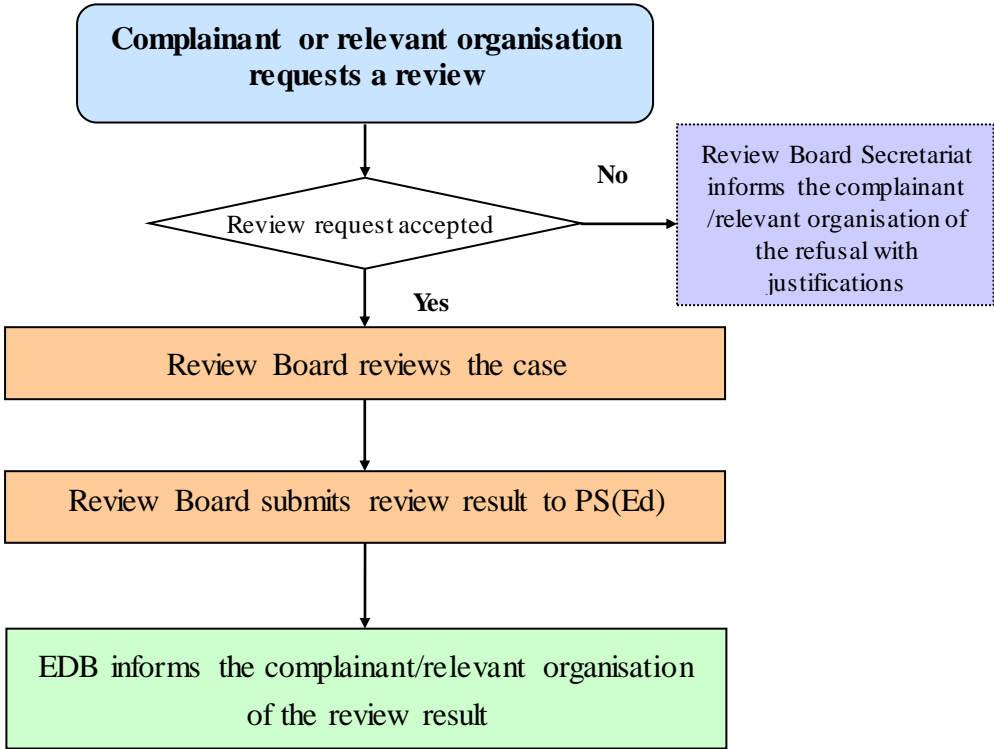 Complainant or relevant organisation
requests a review
No
Review Board Secretariat
informs the complainant
/relevant organisation of
the refusal with
justifications
Review request accepted
Yes
Review Board reviews the case
Review Board submits review result to PS(Ed)
EDB informs the complainant/relevant organisation
of the review result